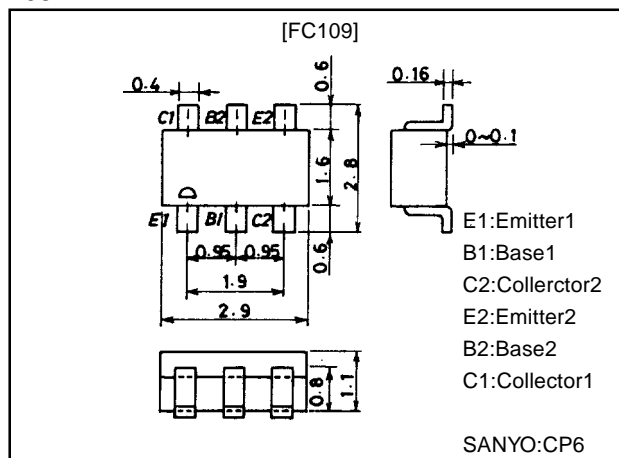 [FC109]
0.4
0.6
0.16
C1 B2 E2
0~0.1
1.6
2.8
E1 B1 C2
0.95 0.95
0.6
1.9
2.9
E1:Emitter1
B1:Base1
C2:Collerctor2
E2:Emitter2
B2:Base2
C1:Collector1
0.8
1.1
SANYO:CP6